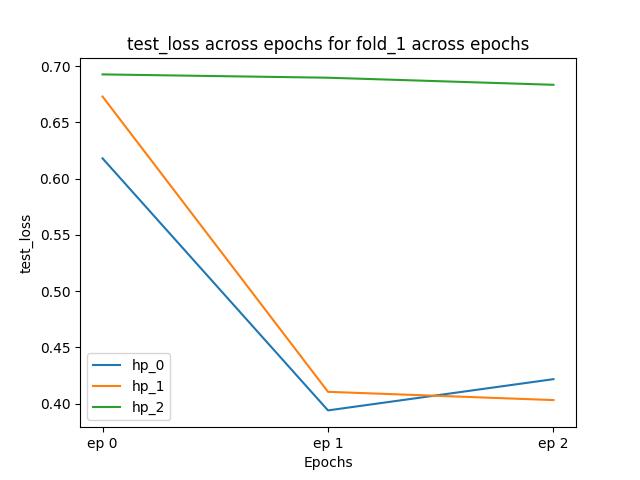 test_loss across epochs for fold_1 across epochs
0.70
0.65
0.60
0.55
0.50
0.45
0.40
test_loss
hp_0
hp_1
hp_2
ep 0
ep 1
ep 2
Epochs